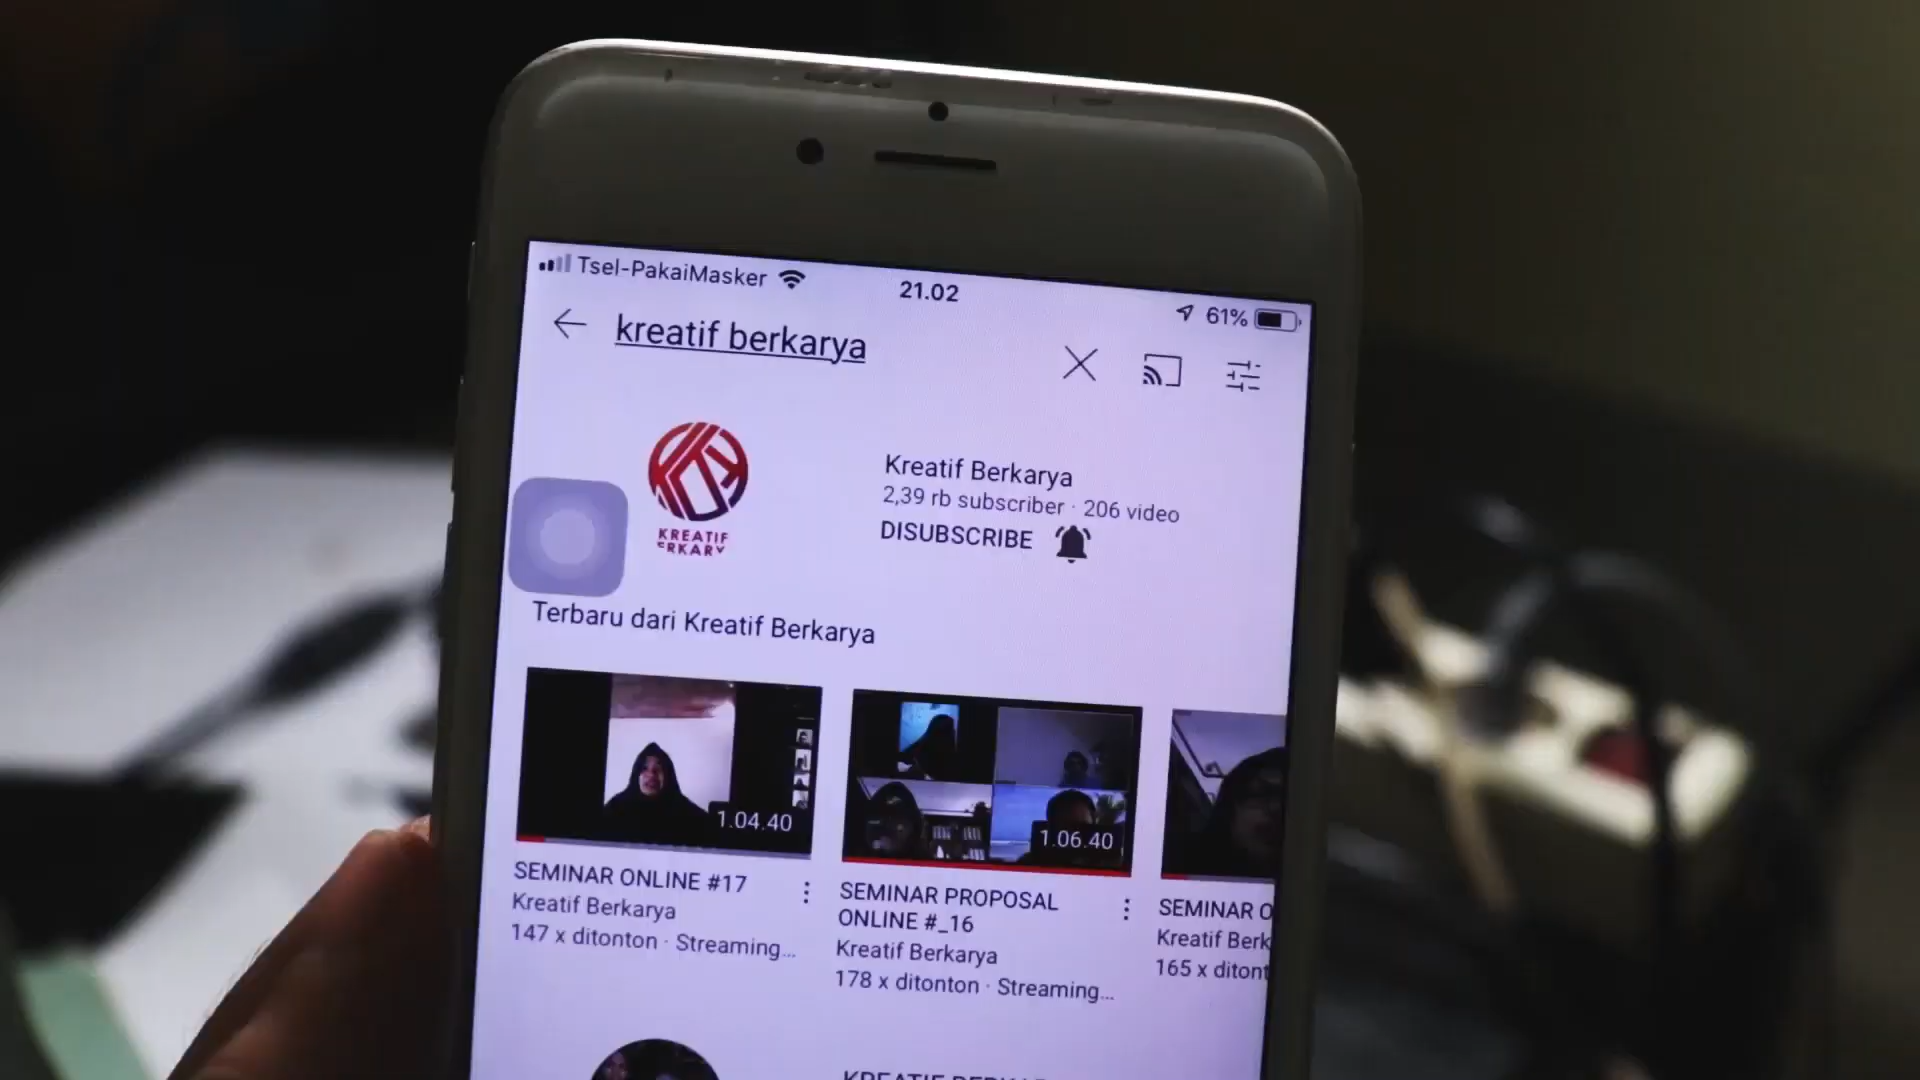 Tsel-PakaiMasker
21.02
61%
kreatif berkarya
KREATIF
Kreatif Berkarya
2,39 rb subscriber · 206 video
DISUBSCRIBE
Terbaru dari Kreatif Berkarya
1.04.40
1.06.40
SEMINAR ONLINE #17
Kreatif Berkarya
147 x ditonton · Streaming...
SEMINAR PROPOSAL
ONLINE #_16
Kreatif Berkarya
178 x ditonton · Streaming...
SEMINAR O
Kreatif Berk
165 x ditont